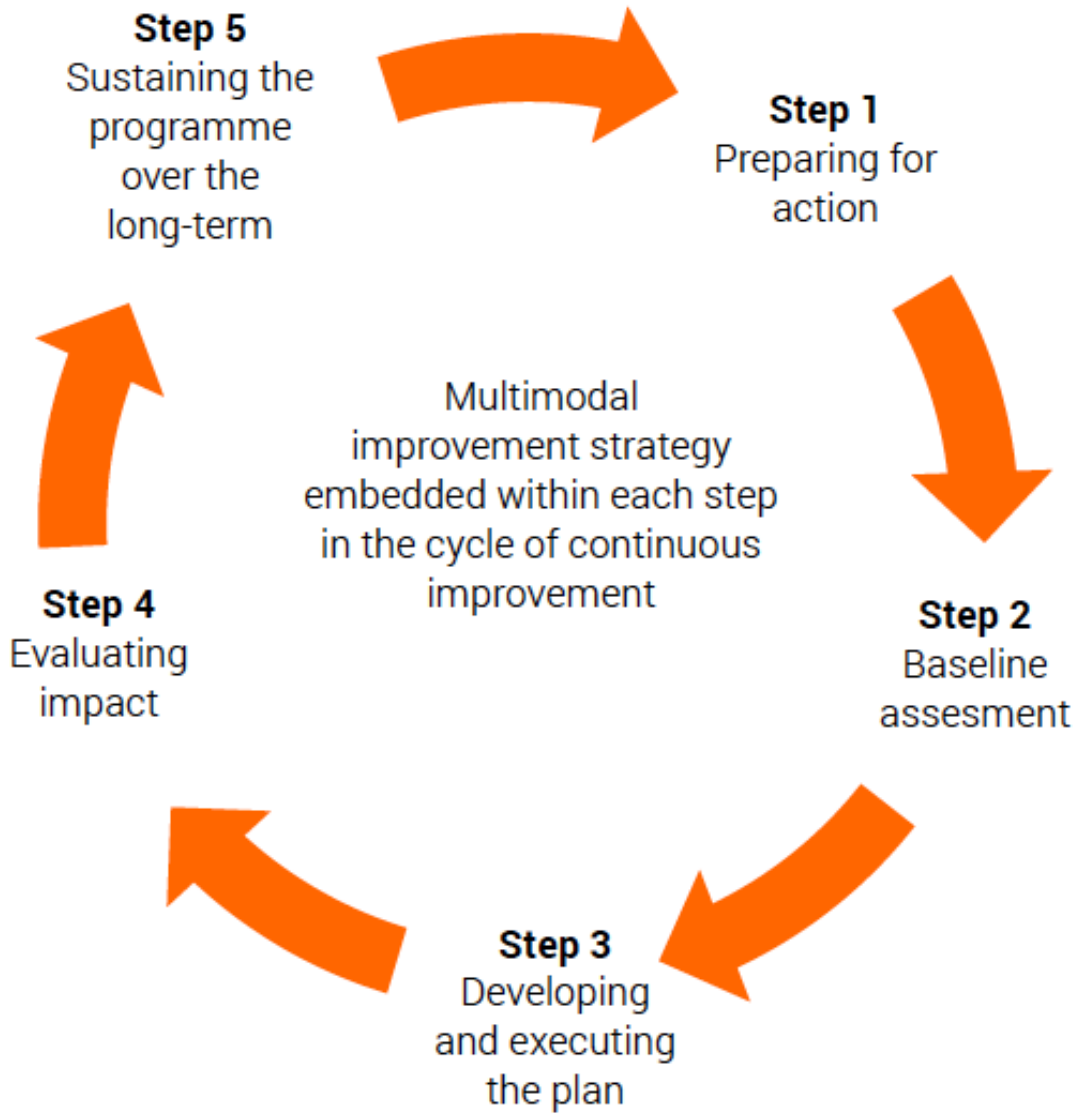 Step 1
Preparing for
action
Step 2
Baseline
assesment
Step 3
Developing
and executing
the plan
Step 4
Evaluating
impact
Step 5
Sustaining the
programme
over the
long-term
Multimodal
improvement strategy
embedded within each step
in the cycle of continuous
improvement